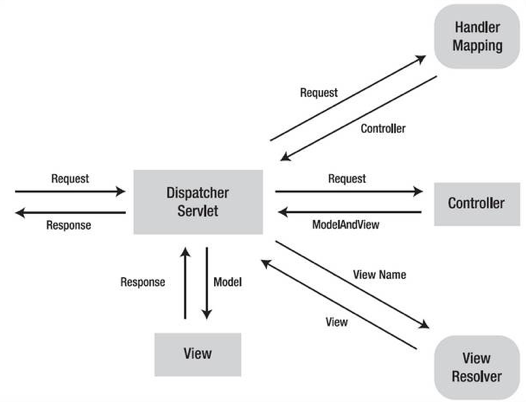 Handler
Mapping
Request
Controller
Request
Response
Dispatcher
Servlet
Request
ModelAndView
Controller
Response
Model
View Name
View
View
View
Resolver